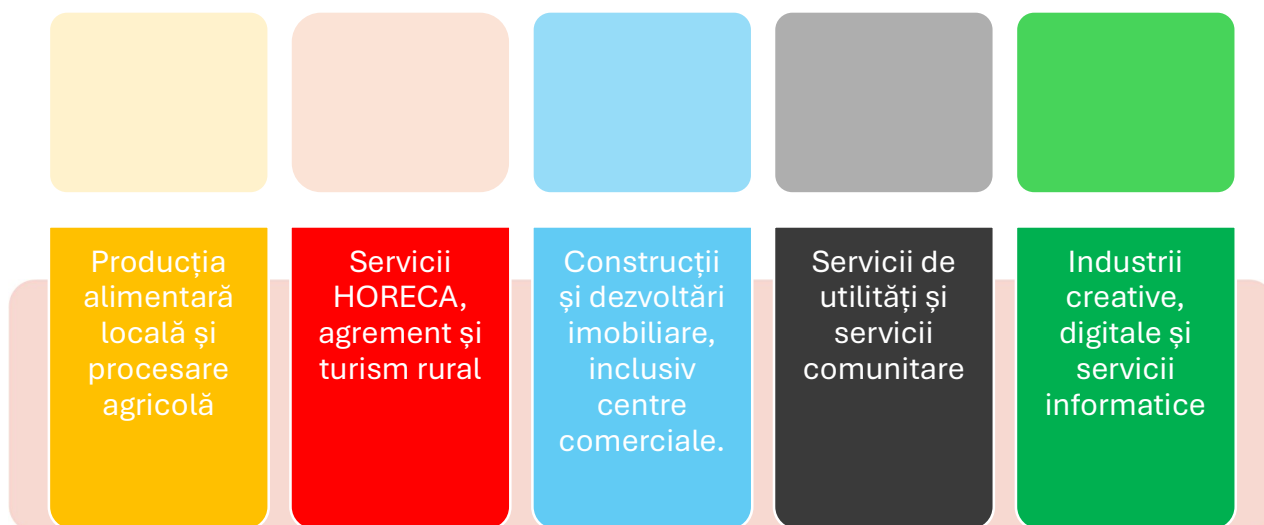 Producția
alimentară
locală și
procesare
agricolă
Servicii
HORECA,
agrement și
turism rural
Construcții
și dezvoltări
imobiliare,
inclusiv
centre
comerciale.
Servicii de
utilități și
servicii
comunitare
Industrii
creative,
digitale și
servicii
informatice